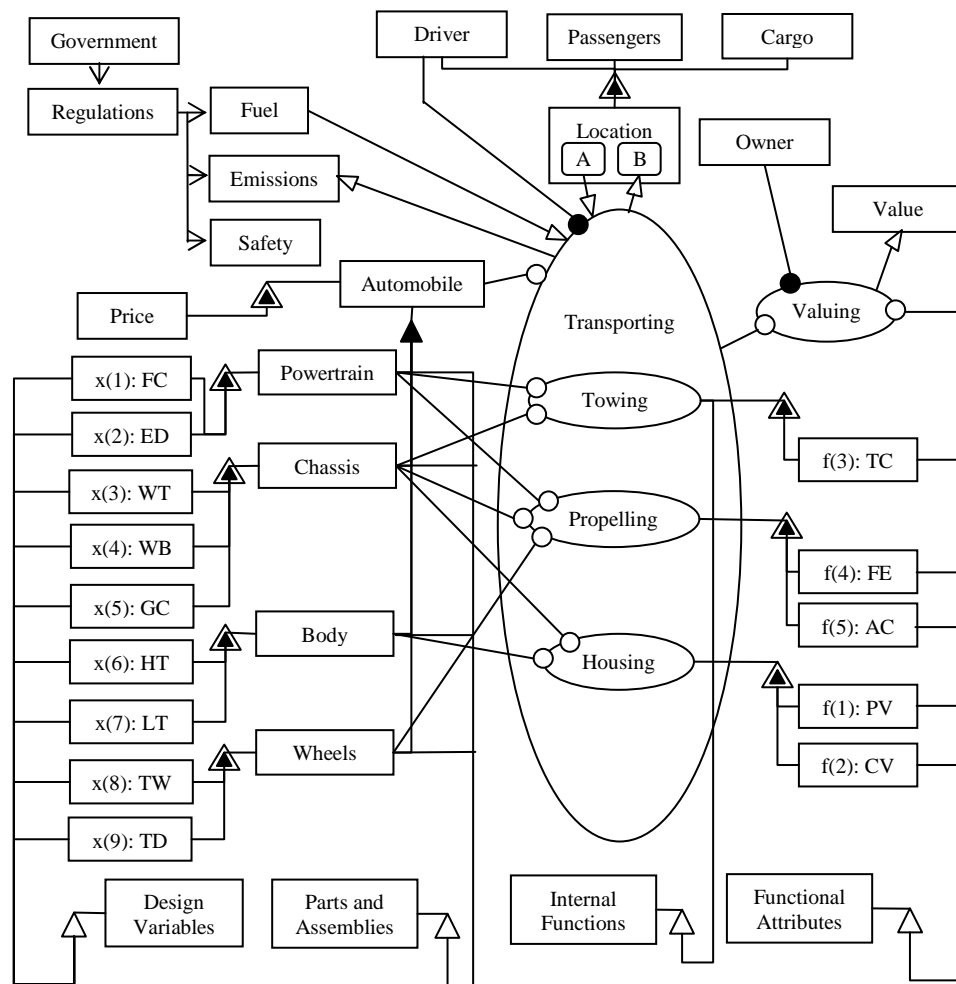 Government
Driver
Passengers
Cargo
Regulations
Fuel
Location
A
B
Owner
Emissions
Value
Safety
Automobile
Price
Transporting
Valuing
x(1): FC
Powertrain
Towing
x(2): ED
f(3): TC
Chassis
x(3): WT
Propelling
x(4): WB
f(4): FE
x(5): GC
f(5): AC
Body
x(6): HT
Housing
f(1): PV
x(7): LT
Wheels
f(2): CV
x(8): TW
x(9): TD
Design
Variables
Parts and
Assemblies
Internal
Functions
Functional
Attributes